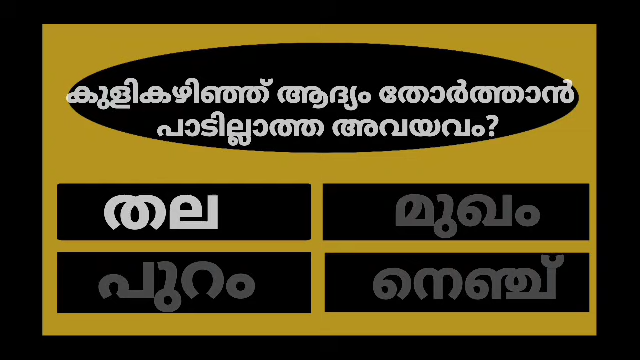 കുളികഴിഞ്ഞ് ആദ്യം തോർത്താൻ
പാടില്ലാത്ത അവയവം?
തല
മുഖം
പുറം
നെഞ്ച്